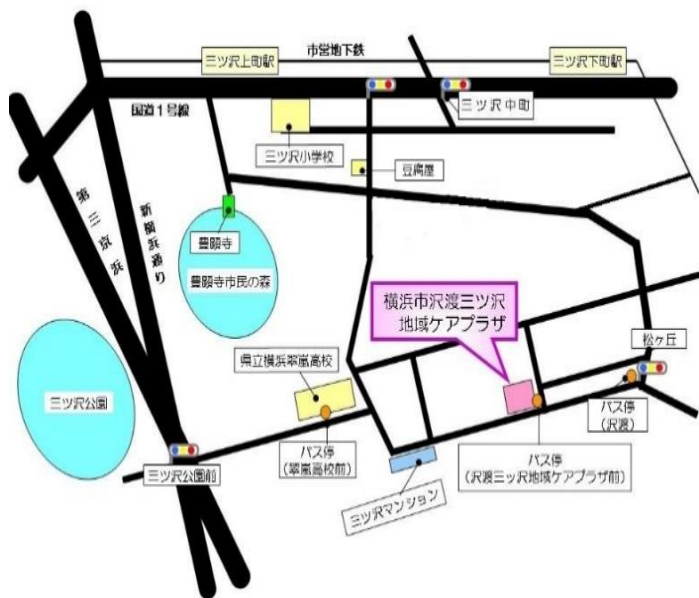 市営地下鉄
三ツ沢上町駅
三ツ沢下町駅
国道1号線
三ツ沢中町
三ツ沢小学校
豆腐屋
第三京浜
新横浜通り
豊顕寺
豊顕寺市民の森
横浜市沢渡三ツ沢
地域ケアプラザ
松ヶ丘
県立横浜翠嵐高校
三ツ沢公園
バス停
(沢渡)
バス停
(翠嵐高校前)
バス停
(沢渡三ツ沢地域ケアプラザ前)
三ツ沢公園前
三ツ沢マンション